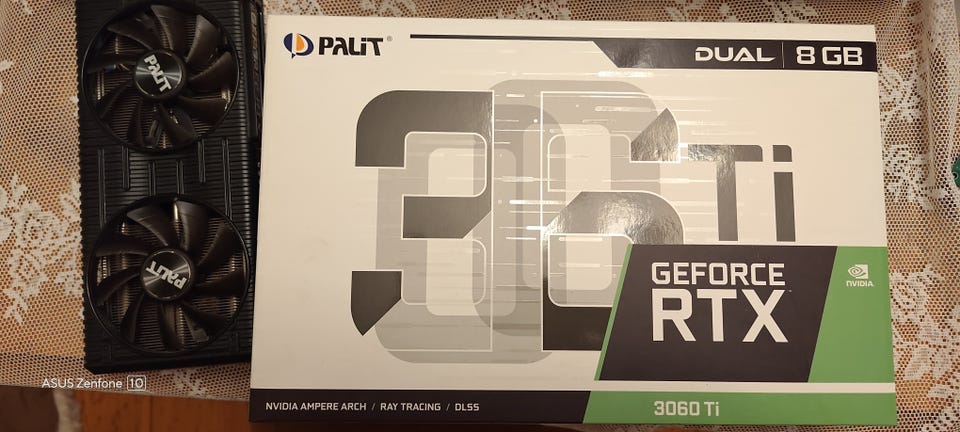 PALIT
PALIT
PALiT®
DUAL | 8 GB
3060 Ti
GEFORCE
RTX™
NVIDIA
NVIDIA AMPERE ARCH / RAY TRACING / DLSS
3060 Ti
ASUS Zenfone 10